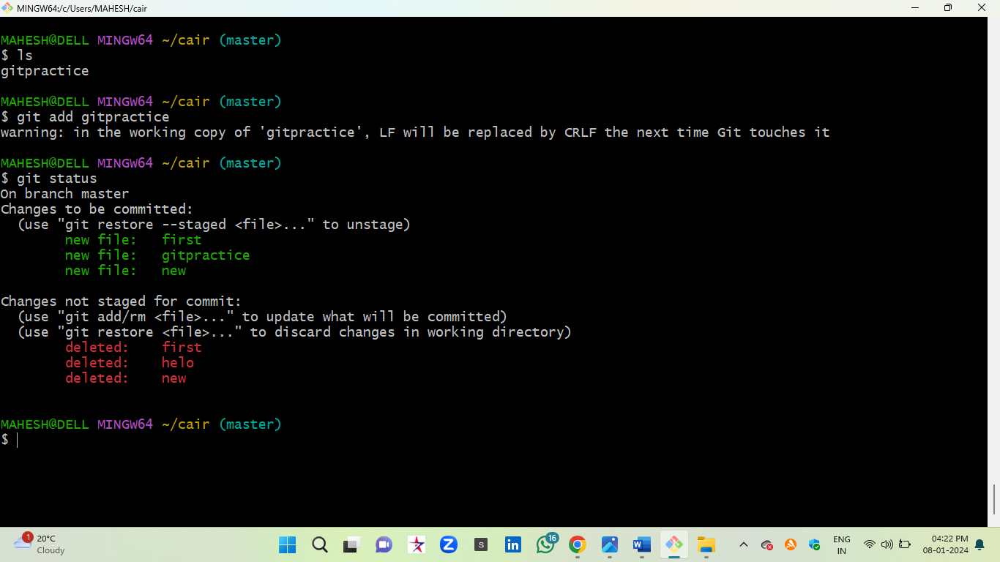 MINGW64:/c/Users/MAHESH/cair
MAHESH@DELL MINGW64 ~/cair (master)
$ ls
gitpractice
MAHESH@DELL MINGW64 ~/cair (master)
$ git add gitpractice
warning: in the working copy of 'gitpractice', LF will be replaced by CRLF the next time Git touches it
MAHESH@DELL MINGW64 ~/cair (master)
$ git status
On branch master
Changes to be committed:
  (use "git restore --staged <file>..." to unstage)
        new file:   first
        new file:   gitpractice
        new file:   new
Changes not staged for commit:
  (use "git add/rm <file>..." to update what will be committed)
  (use "git restore <file>..." to discard changes in working directory)
        deleted:    first
        deleted:    helo
        deleted:    new
MAHESH@DELL MINGW64 ~/cair (master)
$
1
20°C
Cloudy
Z
S
in
16
W
ENG
IN
04:22 PM
08-01-2024